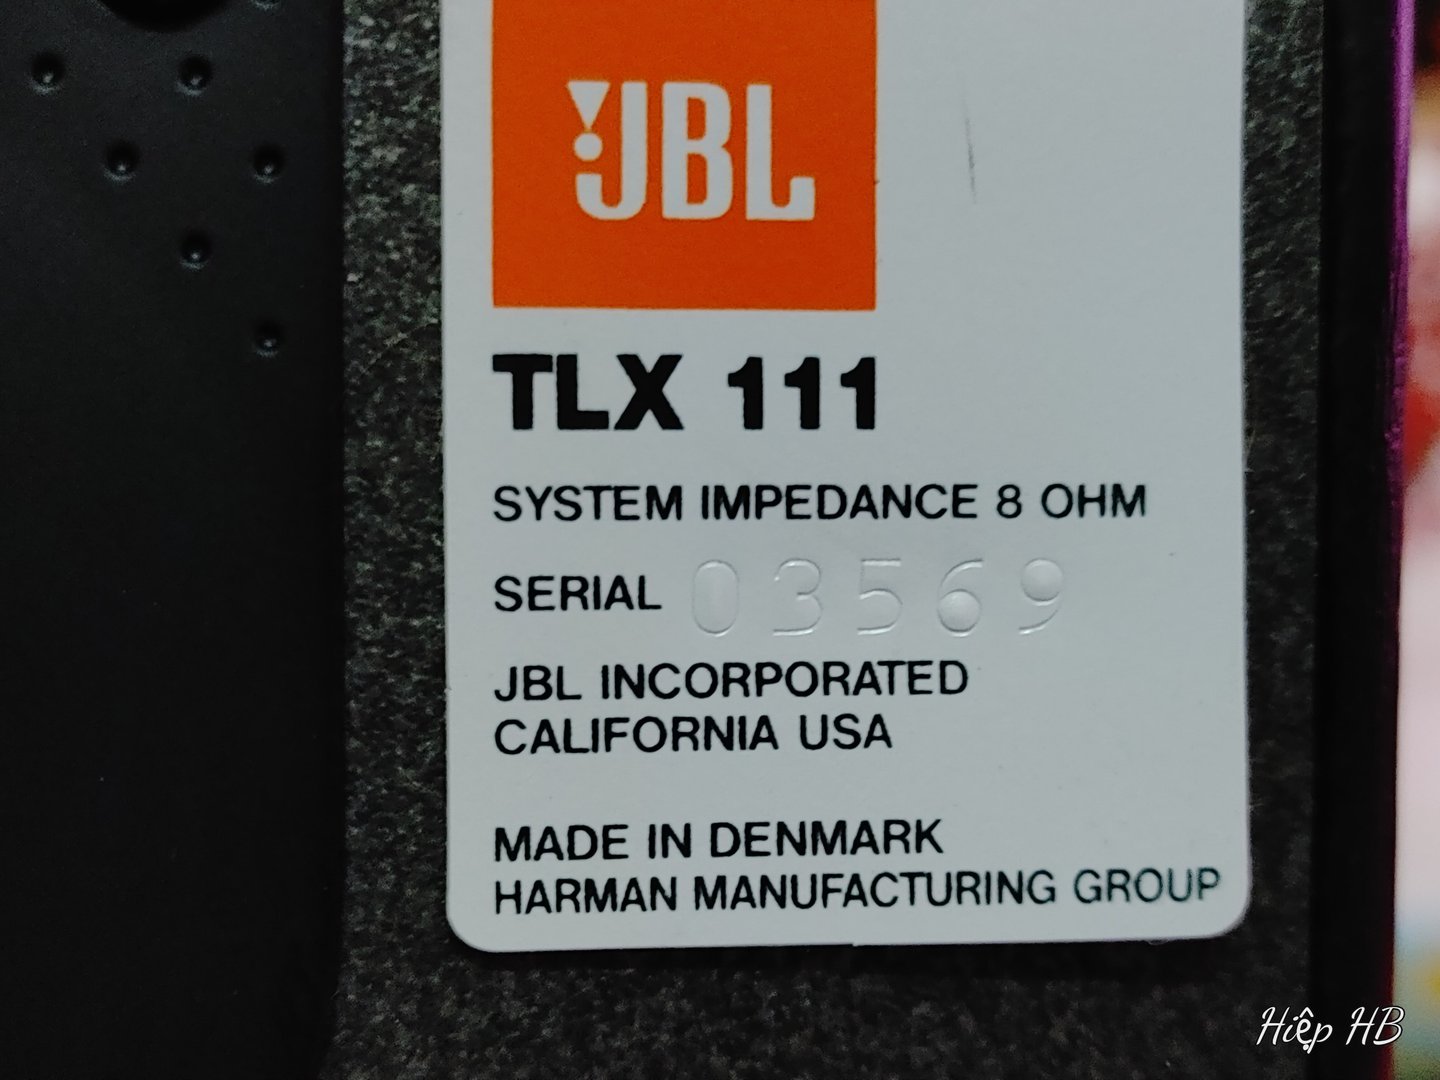 JBL
TLX 111
SYSTEM IMPEDANCE 8 OHM
SERIAL 03569
JBL INCORPORATED
CALIFORNIA USA
MADE IN DENMARK
HARMAN MANUFACTURING GROUP
Hiệp HB